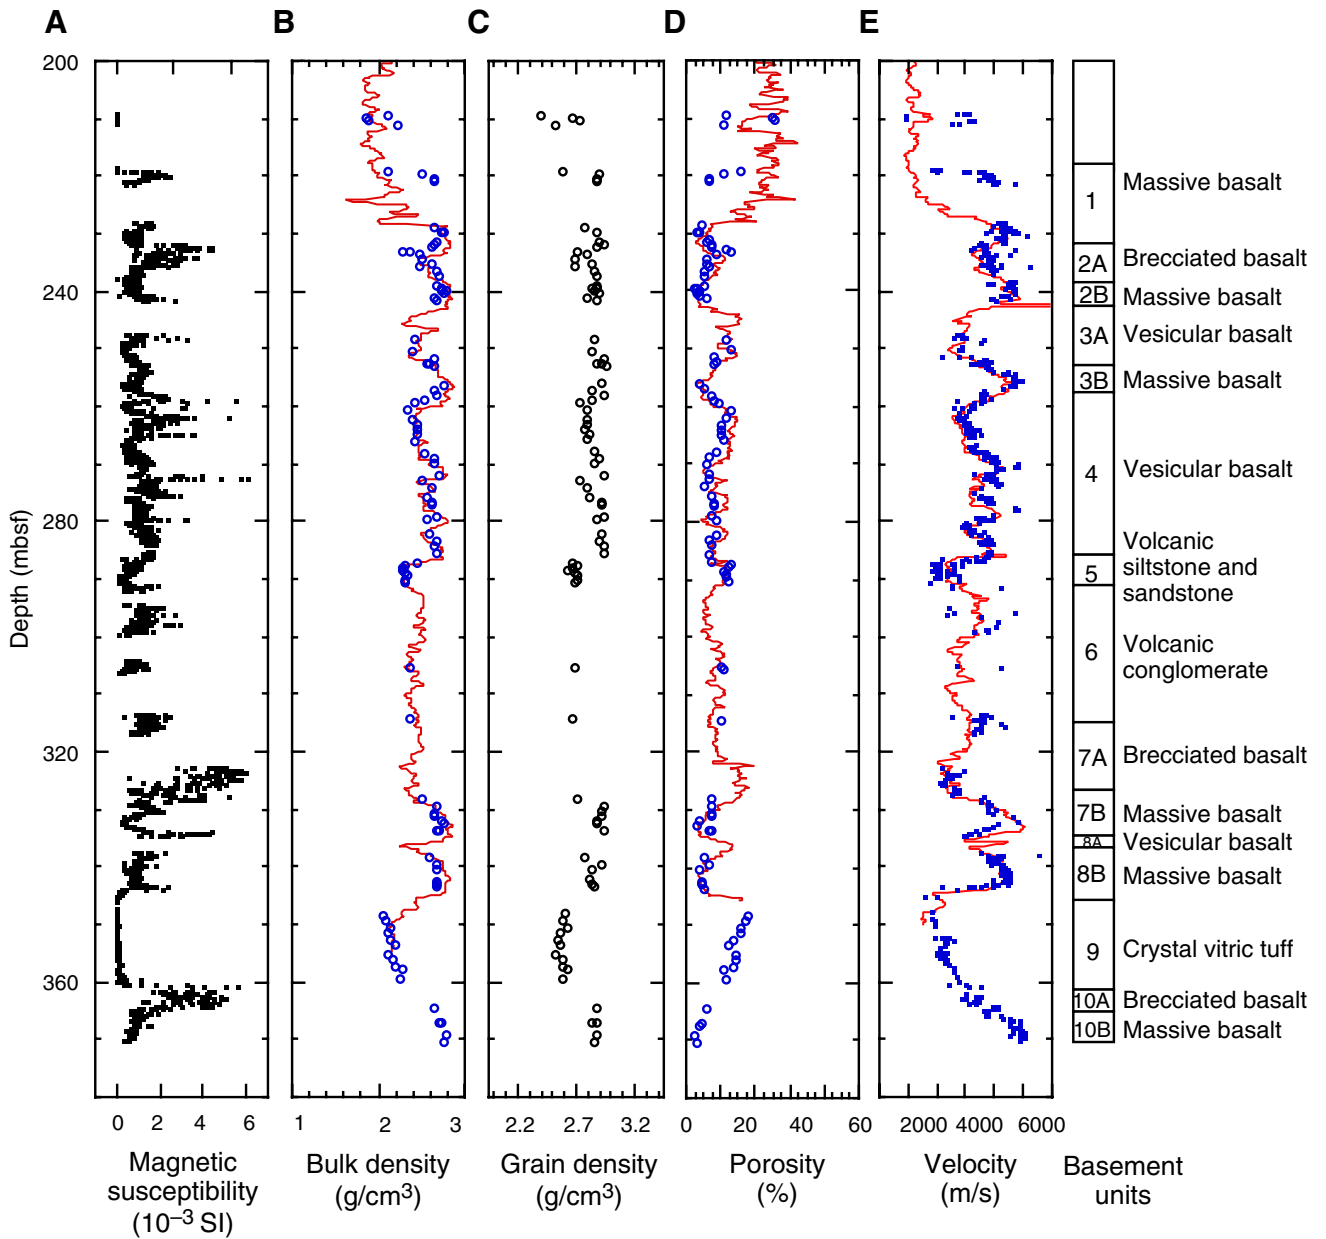 A B C D E
200
240
280
320
360
Depth (mbsf)
0 2 4 6
1 2 3
2.2 2.7 3.2
0 20 40 60
2000 4000 6000
Magnetic
susceptibility
(10–3 SI)
Bulk density
(g/cm3)
Grain density
(g/cm3)
Porosity
(%)
Velocity
(m/s)
Basement
units
1 Massive basalt
2A Brecciated basalt
2B Massive basalt
3A Vesicular basalt
3B Massive basalt
4 Vesicular basalt
5 Volcanic
siltstone and
sandstone
6 Volcanic
conglomerate
7A Brecciated basalt
7B Massive basalt
8A Vesicular basalt
8B Massive basalt
9 Crystal vitric tuff
10A Brecciated basalt
10B Massive basalt